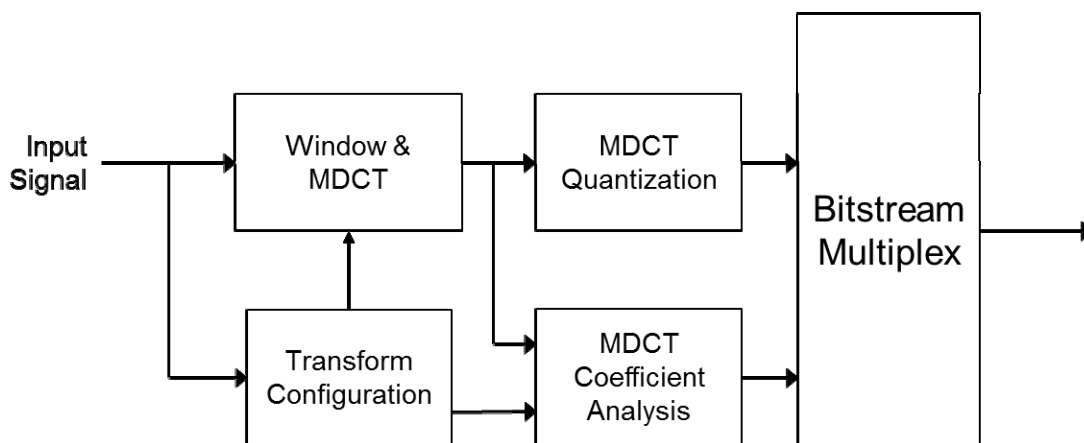 Input
Signal
Window &
MDCT
MDCT
Quantization
Bitstream
Multiplex
Transform
Configuration
MDCT
Coefficient
Analysis